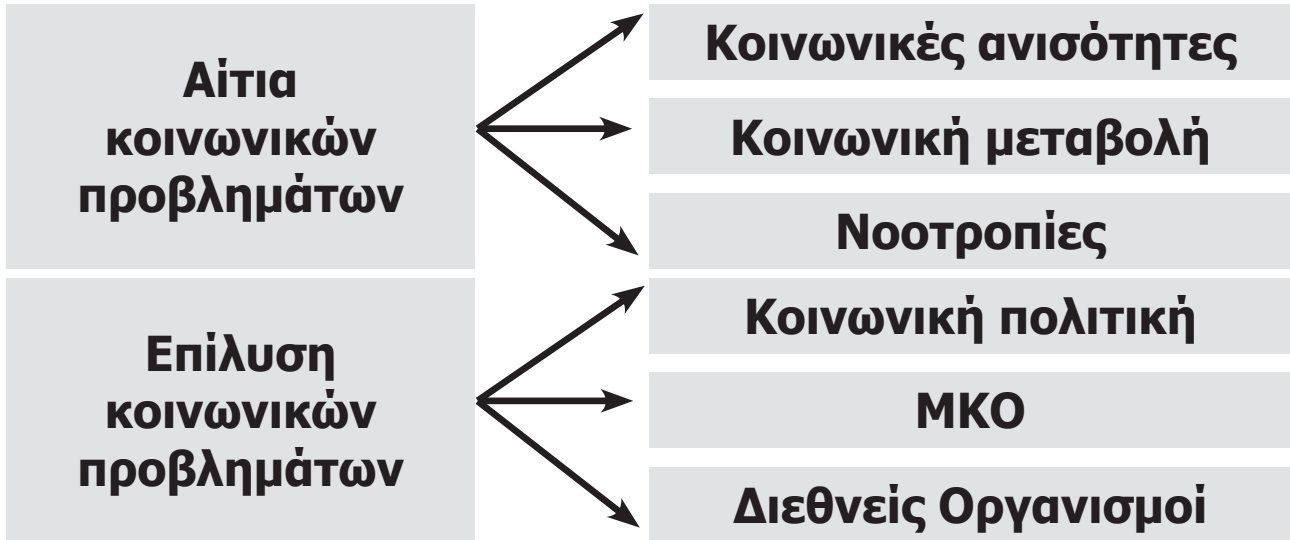 Αίτια
κοινωνικών
προβλημάτων
Κοινωνικές ανισότητες
Κοινωνική μεταβολή
Νοοτροπίες
Επίλυση
κοινωνικών
προβλημάτων
Κοινωνική πολιτική
ΜΚΟ
Διεθνείς Οργανισμοί